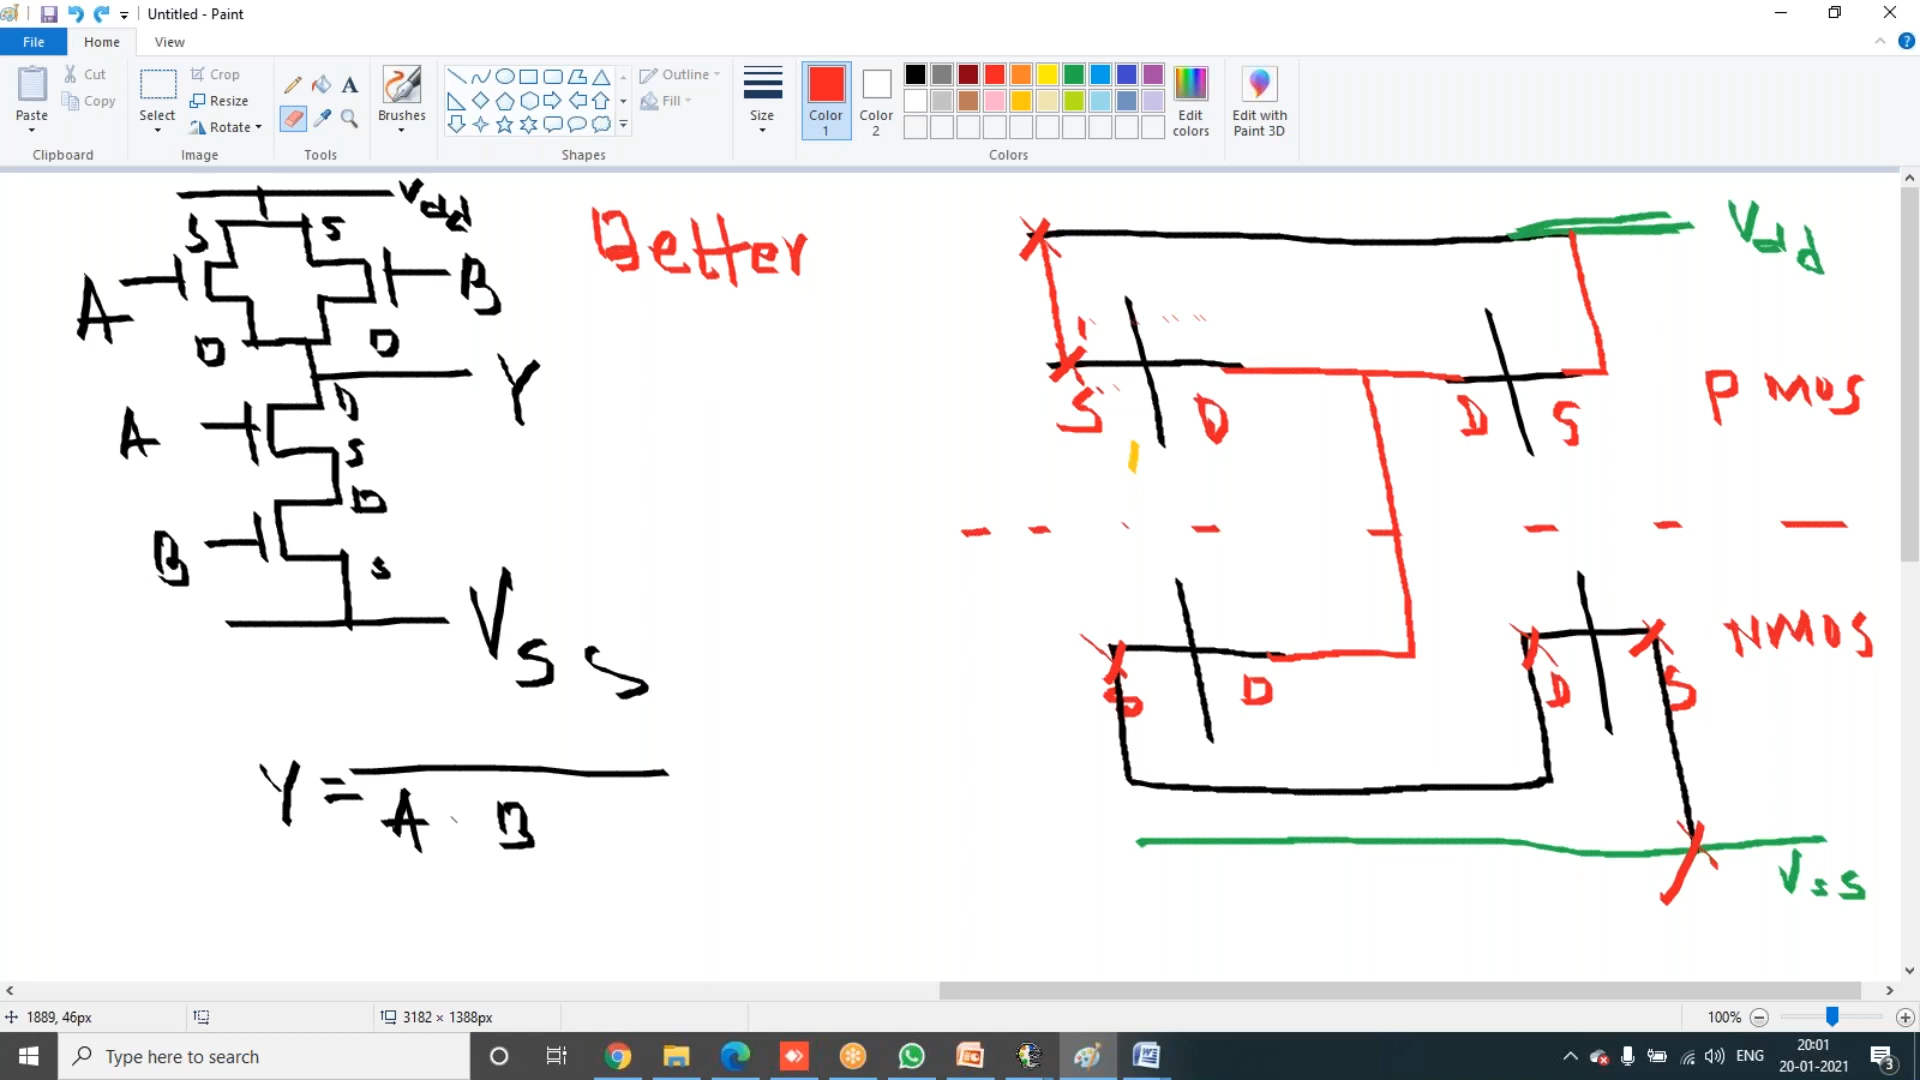 Untitled - Paint
File
Home
View
Paste
Cut
Copy
Clipboard
Select
Crop
Resize
Rotate
Image
A
Tools
Brushes
Shapes
Outline
Fill
Size
Color
1
Color
2
Edit
colors
Colors
Edit with
Paint 3D
Vdd
S
S
A
B
D
D
Y
A
D
S
D
B
S
VSS
Y = A . B
Better
Vdd
S
D
D
S
PMOS
S
D
D
S
NMOS
Vss
1889, 46px
3182 × 1388px
100%
Type here to search
ENG
20:01
20-01-2021
3